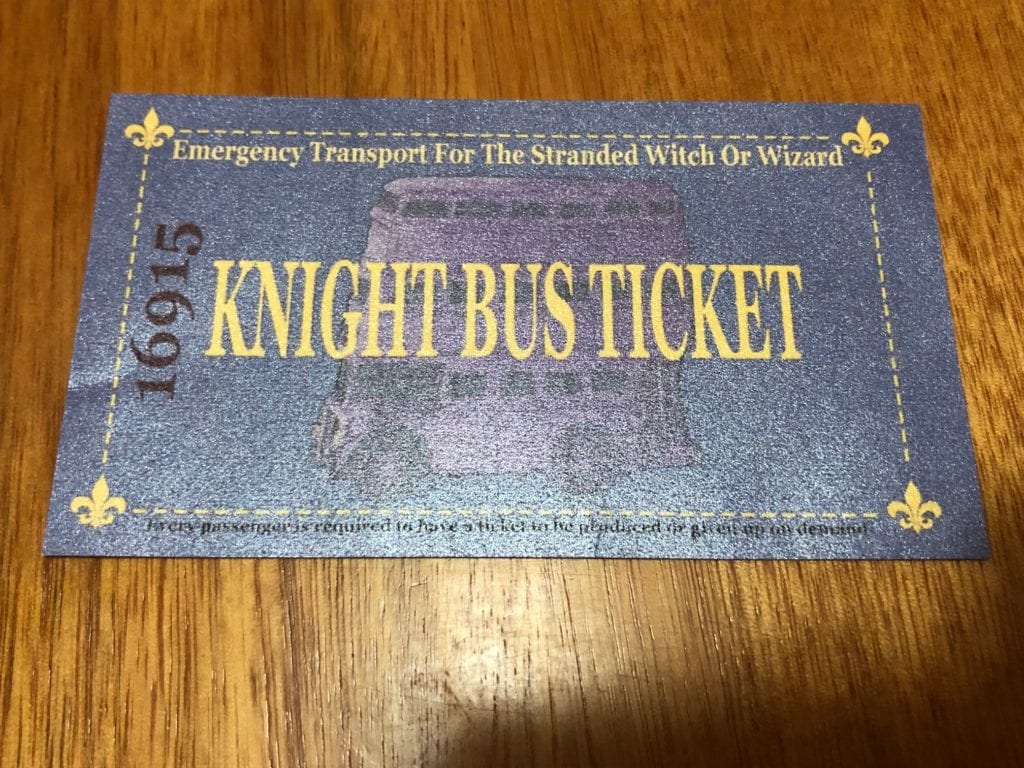 Emergency Transport For The Stranded Witch Or Wizard
16915
KNIGHT BUS TICKET
Every passenger is required to have a ticket to be produced or given up on demand